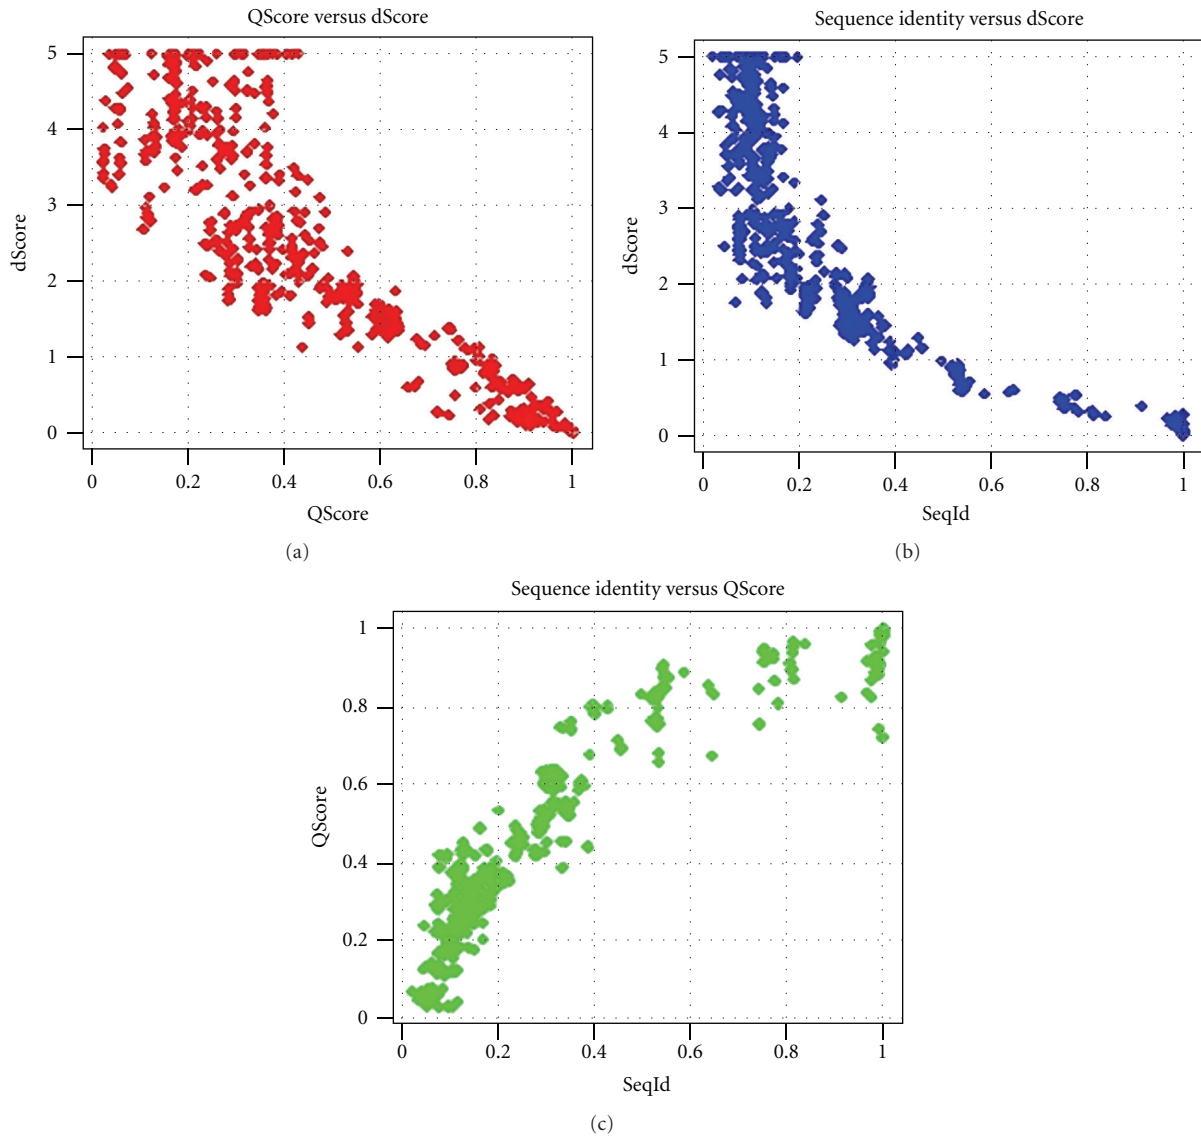 QScore versus dScore
5
4
3
2
1
0
dScore
0 0.2 0.4 0.6 0.8 1
QScore
(a)
Sequence identity versus dScore
5
4
3
2
1
0
dScore
0 0.2 0.4 0.6 0.8 1
SeqId
(b)
Sequence identity versus QScore
1
0.8
0.6
0.4
0.2
0
QScore
0 0.2 0.4 0.6 0.8 1
SeqId
(c)